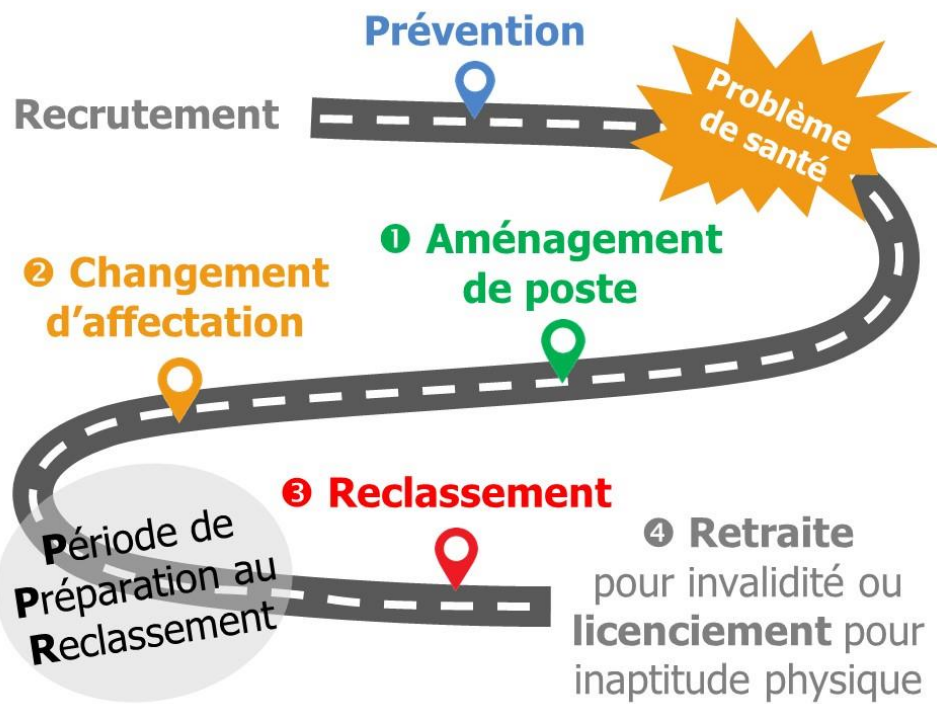 Prévention
Recrutement
Problème
de santé
❶ Aménagement
de poste
❷ Changement
d’affectation
Période de
Préparation au
Reclassement
❸ Reclassement
❹ Retraite
pour invalidité ou
licenciement pour
inaptitude physique